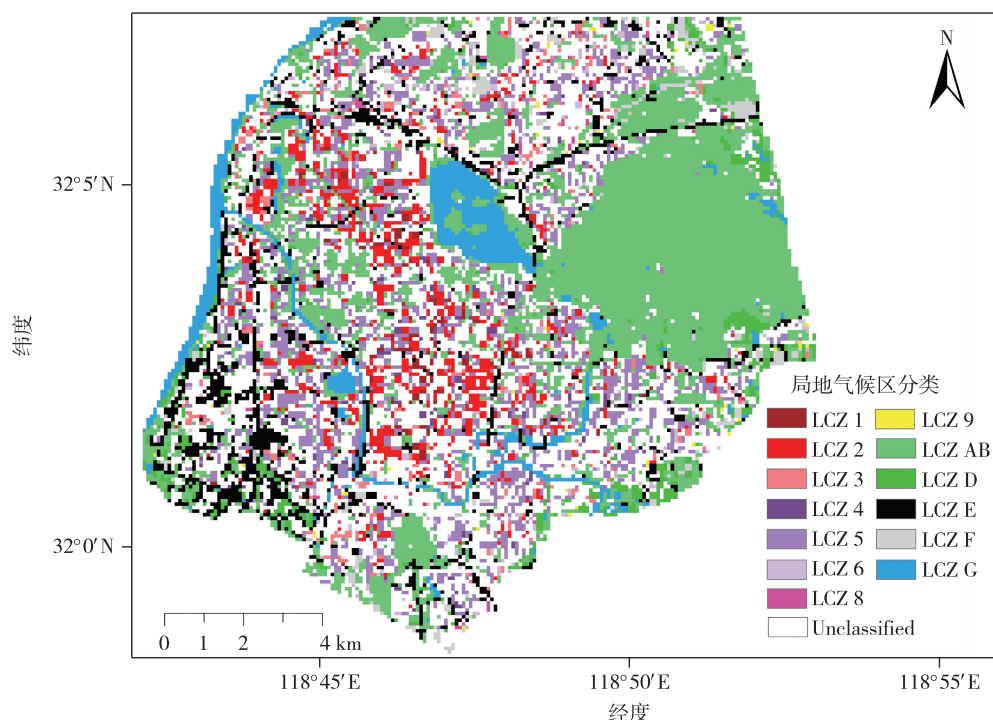 N
32°5′N
纬度
32°0′N
局地气候区分类
LCZ 1
LCZ 2
LCZ 3
LCZ 4
LCZ 5
LCZ 6
LCZ 8
Unclassified
LCZ 9
LCZ AB
LCZ D
LCZ E
LCZ F
LCZ G
0 1 2 4 km
118°45′E 118°50′E 118°55′E
经度